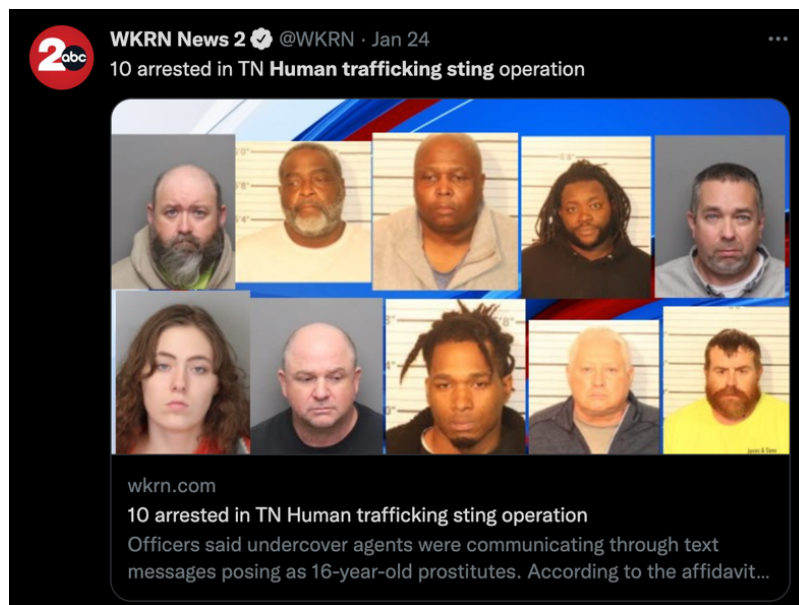 2abc
WKRN News 2 @WKRN · Jan 24
10 arrested in TN Human trafficking sting operation
wkrn.com
10 arrested in TN Human trafficking sting operation
Officers said undercover agents were communicating through text
messages posing as 16-year-old prostitutes. According to the affidavit...